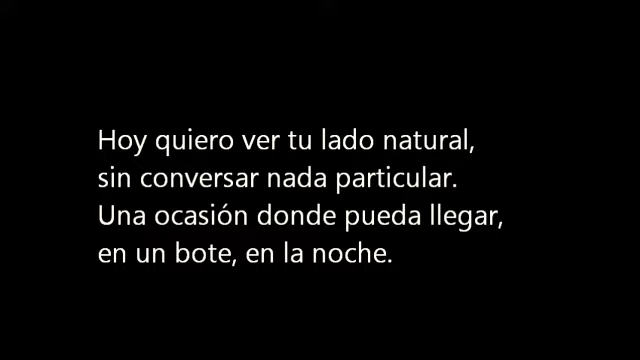 Hoy quiero ver tu lado natural,
sin conversar nada particular.
Una ocasión donde pueda llegar,
en un bote, en la noche.